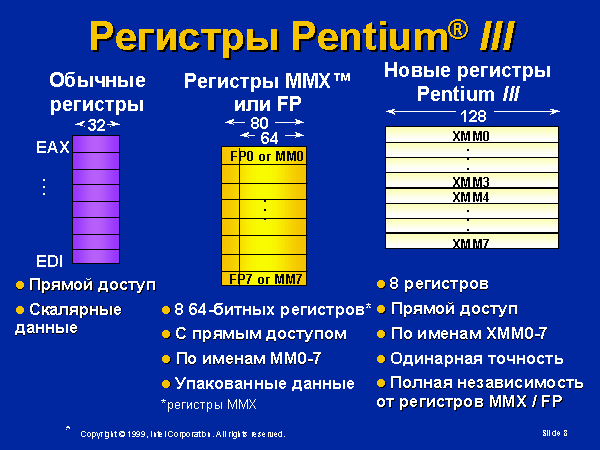 Регистры Pentium® III
Обычные
регистры
32
EAX
⋮
EDI
Прямой доступ
Скалярные
данные
Регистры MMX™
или FP
80
64
FP0 or MM0
⋮
FP7 or MM7
8 64-битных регистров*
С прямым доступом
По именам MM0-7
Упакованные данные
*регистры MMX
Новые регистры
Pentium III
128
XMM0
⋮
XMM3
XMM4
⋮
XMM7
8 регистров
Прямой доступ
По именам XMM0-7
Одинарная точность
Полная независимость
от регистров MMX / FP
* Copyright © 1999, Intel Corporation. All rights reserved.
Slide 8